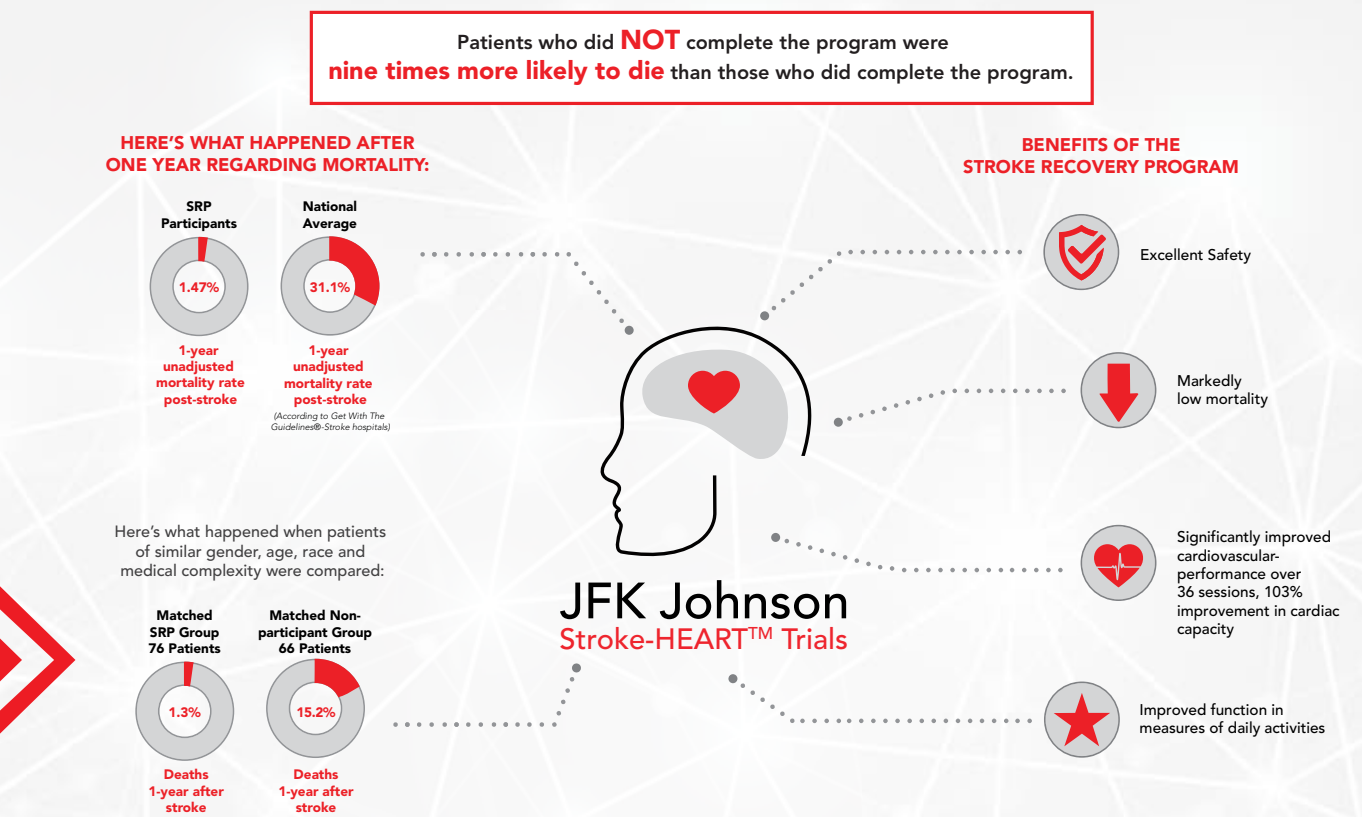 Patients who did NOT complete the program were
nine times more likely to die than those who did complete the program.
HERE'S WHAT HAPPENED AFTER
ONE YEAR REGARDING MORTALITY:
SRP
Participants
1.47%
1-year
unadjusted
mortality rate
post-stroke
National
Average
31.1%
1-year
unadjusted
mortality rate
post-stroke
(According to Get With The
Guidelines®-Stroke hospitals)
Here's what happened when patients
of similar gender, age, race and
medical complexity were compared:
Matched
SRP Group
76 Patients
1.3%
Deaths
1-year after
stroke
Matched Non-
participant Group
66 Patients
15.2%
Deaths
1-year after
stroke
JFK Johnson
Stroke-HEART™ Trials
BENEFITS OF THE
STROKE RECOVERY PROGRAM
Excellent Safety
Markedly
low mortality
Significantly improved
cardiovascular-
performance over
36 sessions, 103%
improvement in cardiac
capacity
Improved function in
measures of daily activities